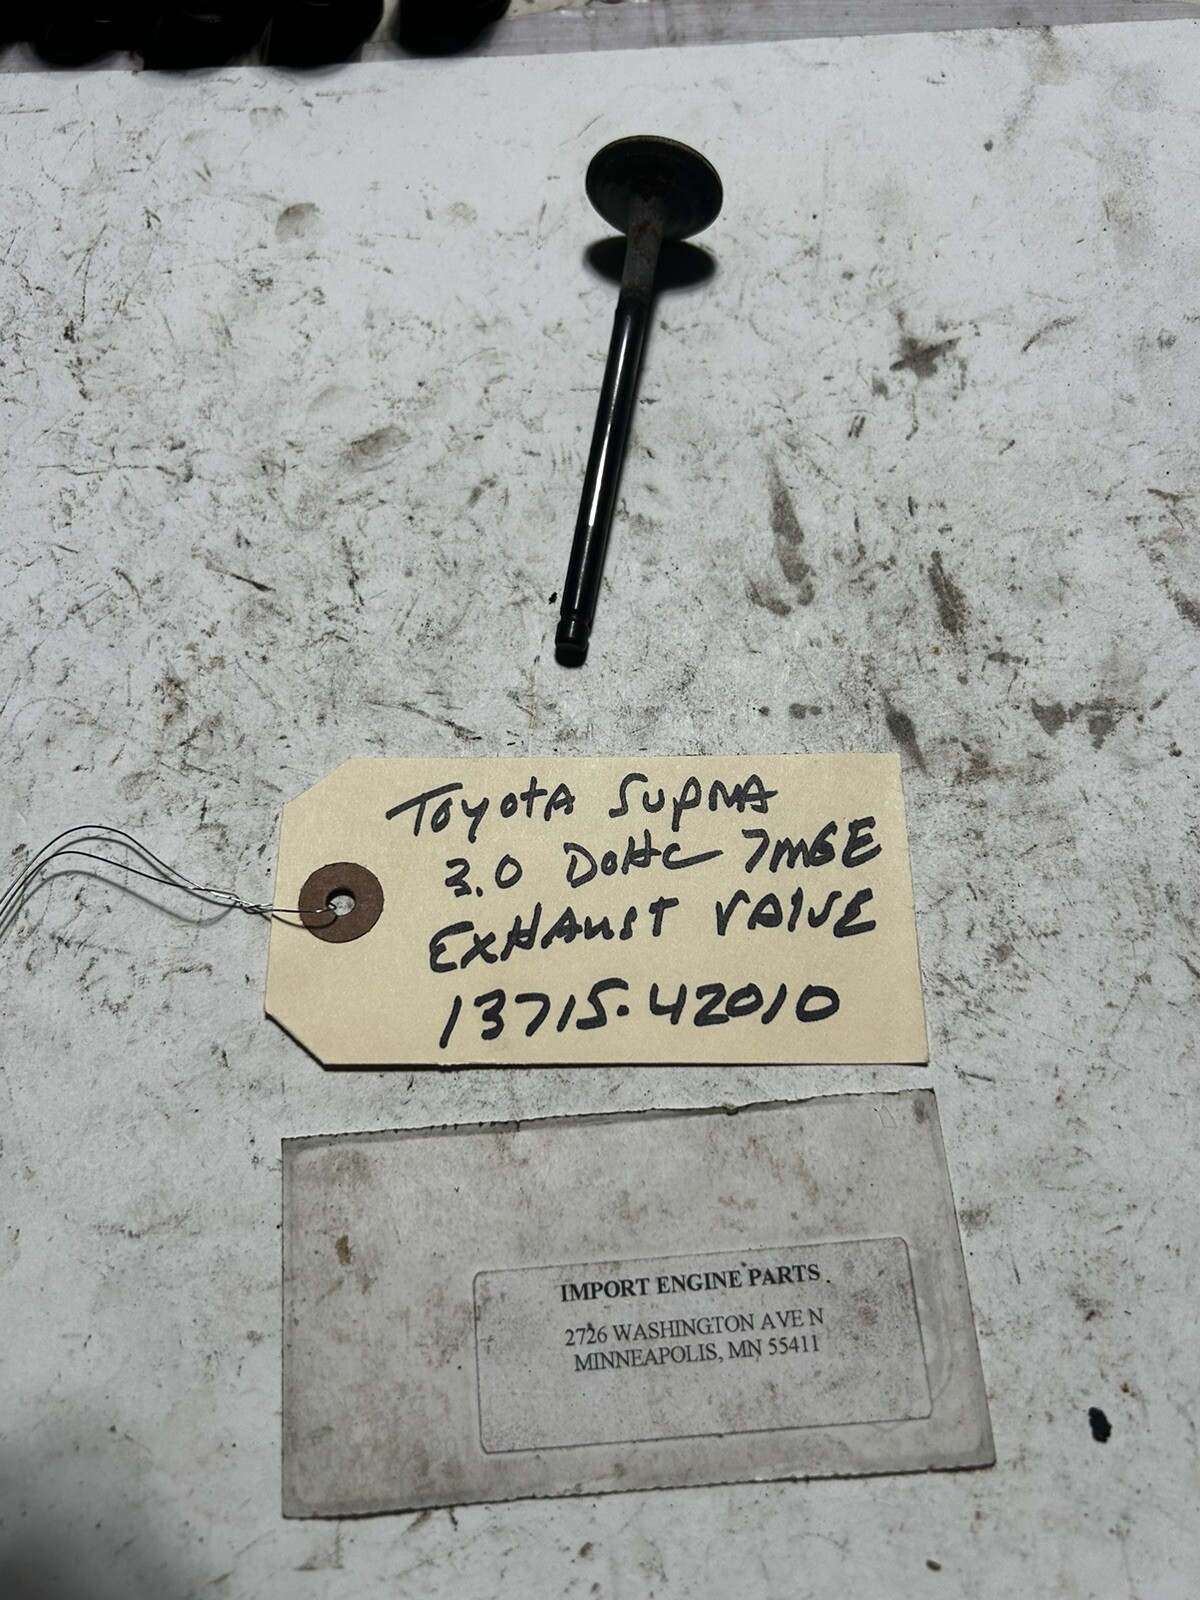 Toyota Supra
3.0 DOHC 7MGE
Exhaust Valve
13715-42010
IMPORT ENGINE PARTS.
2726 WASHINGTON AVE N
MINNEAPOLIS, MN 55411